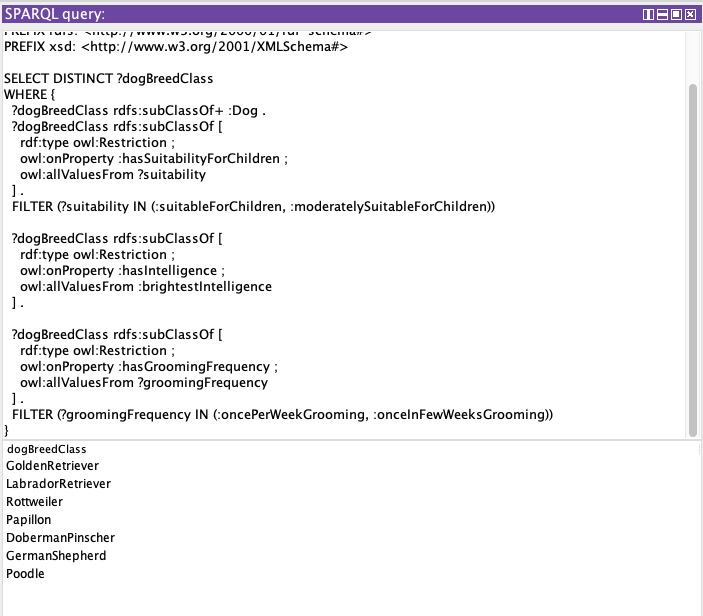 SPARQL query:
PREFIX rdfs: <http://www.w3.org/2000/01/rdf-schema#>
PREFIX xsd: <http://www.w3.org/2001/XMLSchema#>
SELECT DISTINCT ?dogBreedClass
WHERE {
?dogBreedClass rdfs:subClassOf+ :Dog .
?dogBreedClass rdfs:subClassOf [
rdf:type owl:Restriction ;
owl:onProperty :hasSuitabilityForChildren ;
owl:allValuesFrom ?suitability
] .
FILTER (?suitability IN (:suitableForChildren, :moderatelySuitableForChildren))
?dogBreedClass rdfs:subClassOf [
rdf:type owl:Restriction ;
owl:onProperty :hasIntelligence ;
owl:allValuesFrom :brightestIntelligence
] .
?dogBreedClass rdfs:subClassOf [
rdf:type owl:Restriction ;
owl:onProperty :hasGroomingFrequency ;
owl:allValuesFrom ?groomingFrequency
] .
FILTER (?groomingFrequency IN (:oncePerWeekGrooming, :onceInFewWeeksGrooming))
}
dogBreedClass
GoldenRetriever
LabradorRetriever
Rottweiler
Papillon
DobermanPinscher
GermanShepherd
Poodle